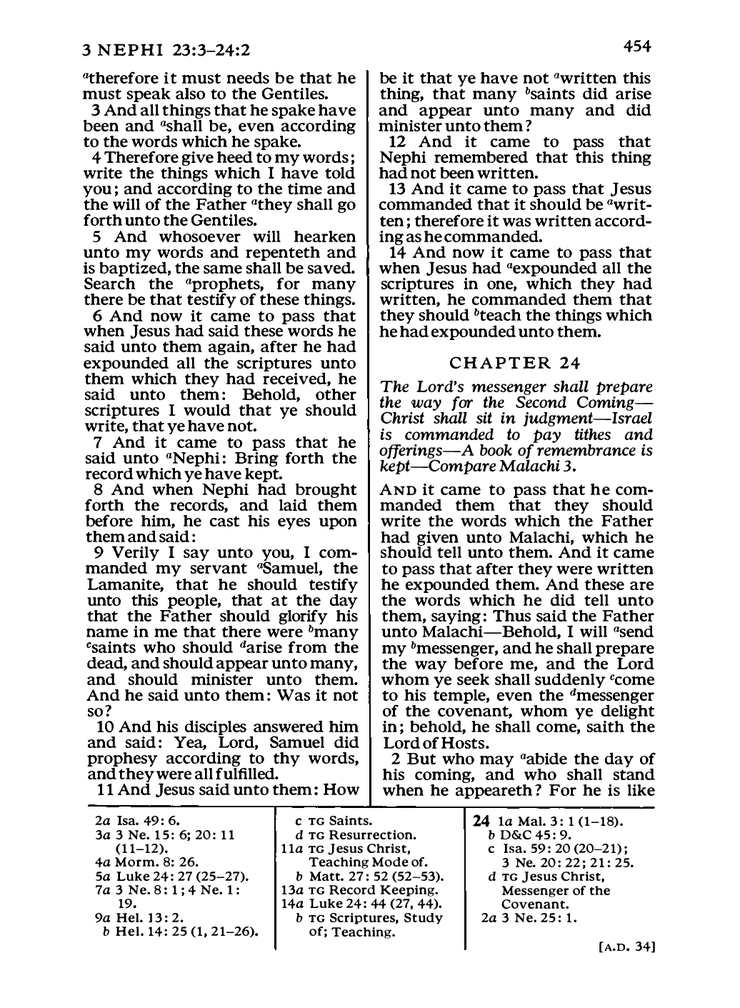 3 NEPHI 23:3–24:2
454
ᵃtherefore it must needs be that he
must speak also to the Gentiles.
3 And all things that he spake have
been and ᵃshall be, even according
to the words which he spake.
4 Therefore give heed to my words;
write the things which I have told
you; and according to the time and
the will of the Father ᵃthey shall go
forth unto the Gentiles.
5 And whosoever will hearken
unto my words and repenteth and
is baptized, the same shall be saved.
Search the ᵃprophets, for many
there be that testify of these things.
6 And now it came to pass that
when Jesus had said these words he
said unto them again, after he had
expounded all the scriptures unto
them which they had received, he
said unto them: Behold, other
scriptures I would that ye should
write, that ye have not.
7 And it came to pass that he
said unto ᵃNephi: Bring forth the
record which ye have kept.
8 And when Nephi had brought
forth the records, and laid them
before him, he cast his eyes upon
them and said:
9 Verily I say unto you, I com-
manded my servant ᵃSamuel, the
Lamanite, that he should testify
unto this people, that at the day
that the Father should glorify his
name in me that there were ᵇmany
ᶜsaints who should ᵈarise from the
dead, and should appear unto many,
and should minister unto them.
And he said unto them: Was it not
so?
10 And his disciples answered him
and said: Yea, Lord, Samuel did
prophesy according to thy words,
and they were all fulfilled.
11 And Jesus said unto them: How
be it that ye have not ᵃwritten this
thing, that many ᵇsaints did arise
and appear unto many and did
minister unto them?
12 And it came to pass that
Nephi remembered that this thing
had not been written.
13 And it came to pass that Jesus
commanded that it should be ᵃwrit-
ten; therefore it was written accord-
ing as he commanded.
14 And now it came to pass that
when Jesus had ᵃexpounded all the
scriptures in one, which they had
written, he commanded them that
they should ᵇteach the things which
he had expounded unto them.
CHAPTER 24
The Lord's messenger shall prepare
the way for the Second Coming—
Christ shall sit in judgment—Israel
is commanded to pay tithes and
offerings—A book of remembrance is
kept—Compare Malachi 3.
AND it came to pass that he com-
manded them that they should
write the words which the Father
had given unto Malachi, which he
should tell unto them. And it came
to pass that after they were written
he expounded them. And these are
the words which he did tell unto
them, saying: Thus said the Father
unto Malachi—Behold, I will ᵃsend
my ᵇmessenger, and he shall prepare
the way before me, and the Lord
whom ye seek shall suddenly ᶜcome
to his temple, even the ᵈmessenger
of the covenant, whom ye delight
in; behold, he shall come, saith the
Lord of Hosts.
2 But who may ᵃabide the day of
his coming, and who shall stand
when he appeareth? For he is like
2a Isa. 49: 6.
3a 3 Ne. 15: 6; 20: 11
(11–12).
4a Morm. 8: 26.
5a Luke 24: 27 (25–27).
7a 3 Ne. 8: 1; 4 Ne. 1:
19.
9a Hel. 13: 2.
b Hel. 14: 25 (1, 21–26).
c TG Saints.
d TG Resurrection.
11a TG Jesus Christ,
Teaching Mode of.
b Matt. 27: 52 (52–53).
13a TG Record Keeping.
14a Luke 24: 44 (27, 44).
b TG Scriptures, Study
of; Teaching.
24 1a Mal. 3: 1 (1–18).
b D&C 45: 9.
c Isa. 59: 20 (20–21);
3 Ne. 20: 22; 21: 25.
d TG Jesus Christ,
Messenger of the
Covenant.
2a 3 Ne. 25: 1.
[A.D. 34]